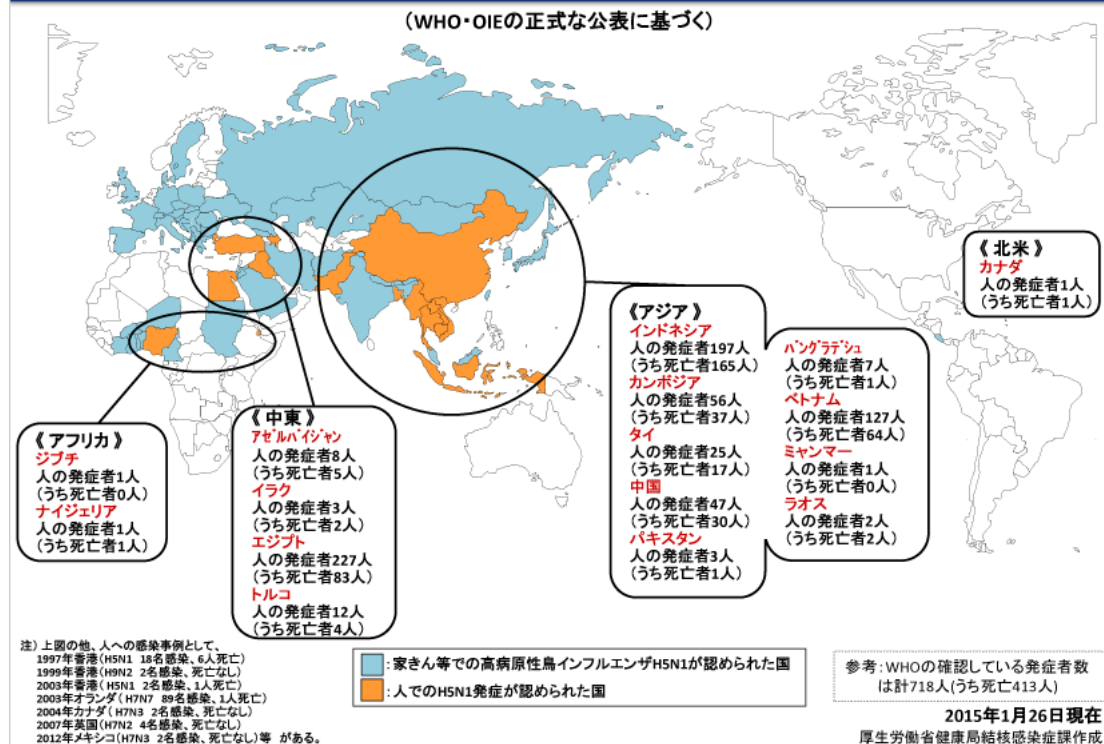 (WHO・OIEの正式な公表に基づく)
《 北米 》
カナダ
人の発症者1人
(うち死亡者1人)
《アジア》
インドネシア
人の発症者197人
(うち死亡者165人)
カンボジア
人の発症者56人
(うち死亡者37人)
タイ
人の発症者25人
(うち死亡者17人)
中国
人の発症者47人
(うち死亡者30人)
パキスタン
人の発症者3人
(うち死亡者1人)
バングラデシュ
人の発症者7人
(うち死亡者1人)
ベトナム
人の発症者127人
(うち死亡者64人)
ミャンマー
人の発症者1人
(うち死亡者0人)
ラオス
人の発症者2人
(うち死亡者2人)
《 中東 》
アゼルバイジャン
人の発症者8人
(うち死亡者5人)
イラク
人の発症者3人
(うち死亡者2人)
エジプト
人の発症者227人
(うち死亡者83人)
トルコ
人の発症者12人
(うち死亡者4人)
《 アフリカ 》
ジブチ
人の発症者1人
(うち死亡者0人)
ナイジェリア
人の発症者1人
(うち死亡者1人)
注) 上図の他、人への感染事例として、
1997年香港(H5N1 18名感染、6人死亡)
1999年香港(H9N2 2名感染、死亡なし)
2003年香港(H5N1 2名感染、1人死亡)
2003年オランダ(H7N7 89名感染、1人死亡)
2004年カナダ(H7N3 2名感染、死亡なし)
2007年英国(H7N2 4名感染、死亡なし)
2012年メキシコ(H7N3 2名感染、死亡なし)等 がある。
:家きん等での高病原性鳥インフルエンザH5N1が認められた国
:人でのH5N1発症が認められた国
参考:WHOの確認している発症者数
は計718人(うち死亡413人)
2015年1月26日現在
厚生労働省健康局結核感染症課作成